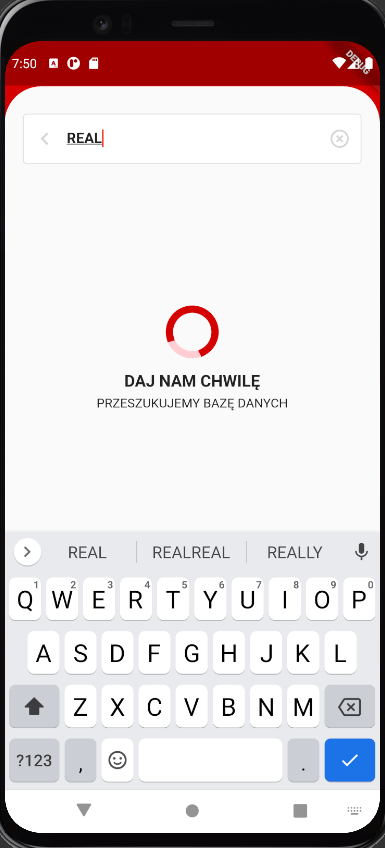 7:50
DEBUG
REAL
DAJ NAM CHWILĘ
PRZESZUKUJEMY BAZĘ DANYCH
REAL REALREAL REALLY
1 2 3 4 5 6 7 8 9 0
Q W E R T Y U I O P
A S D F G H J K L
Z X C V B N M
?123 , .